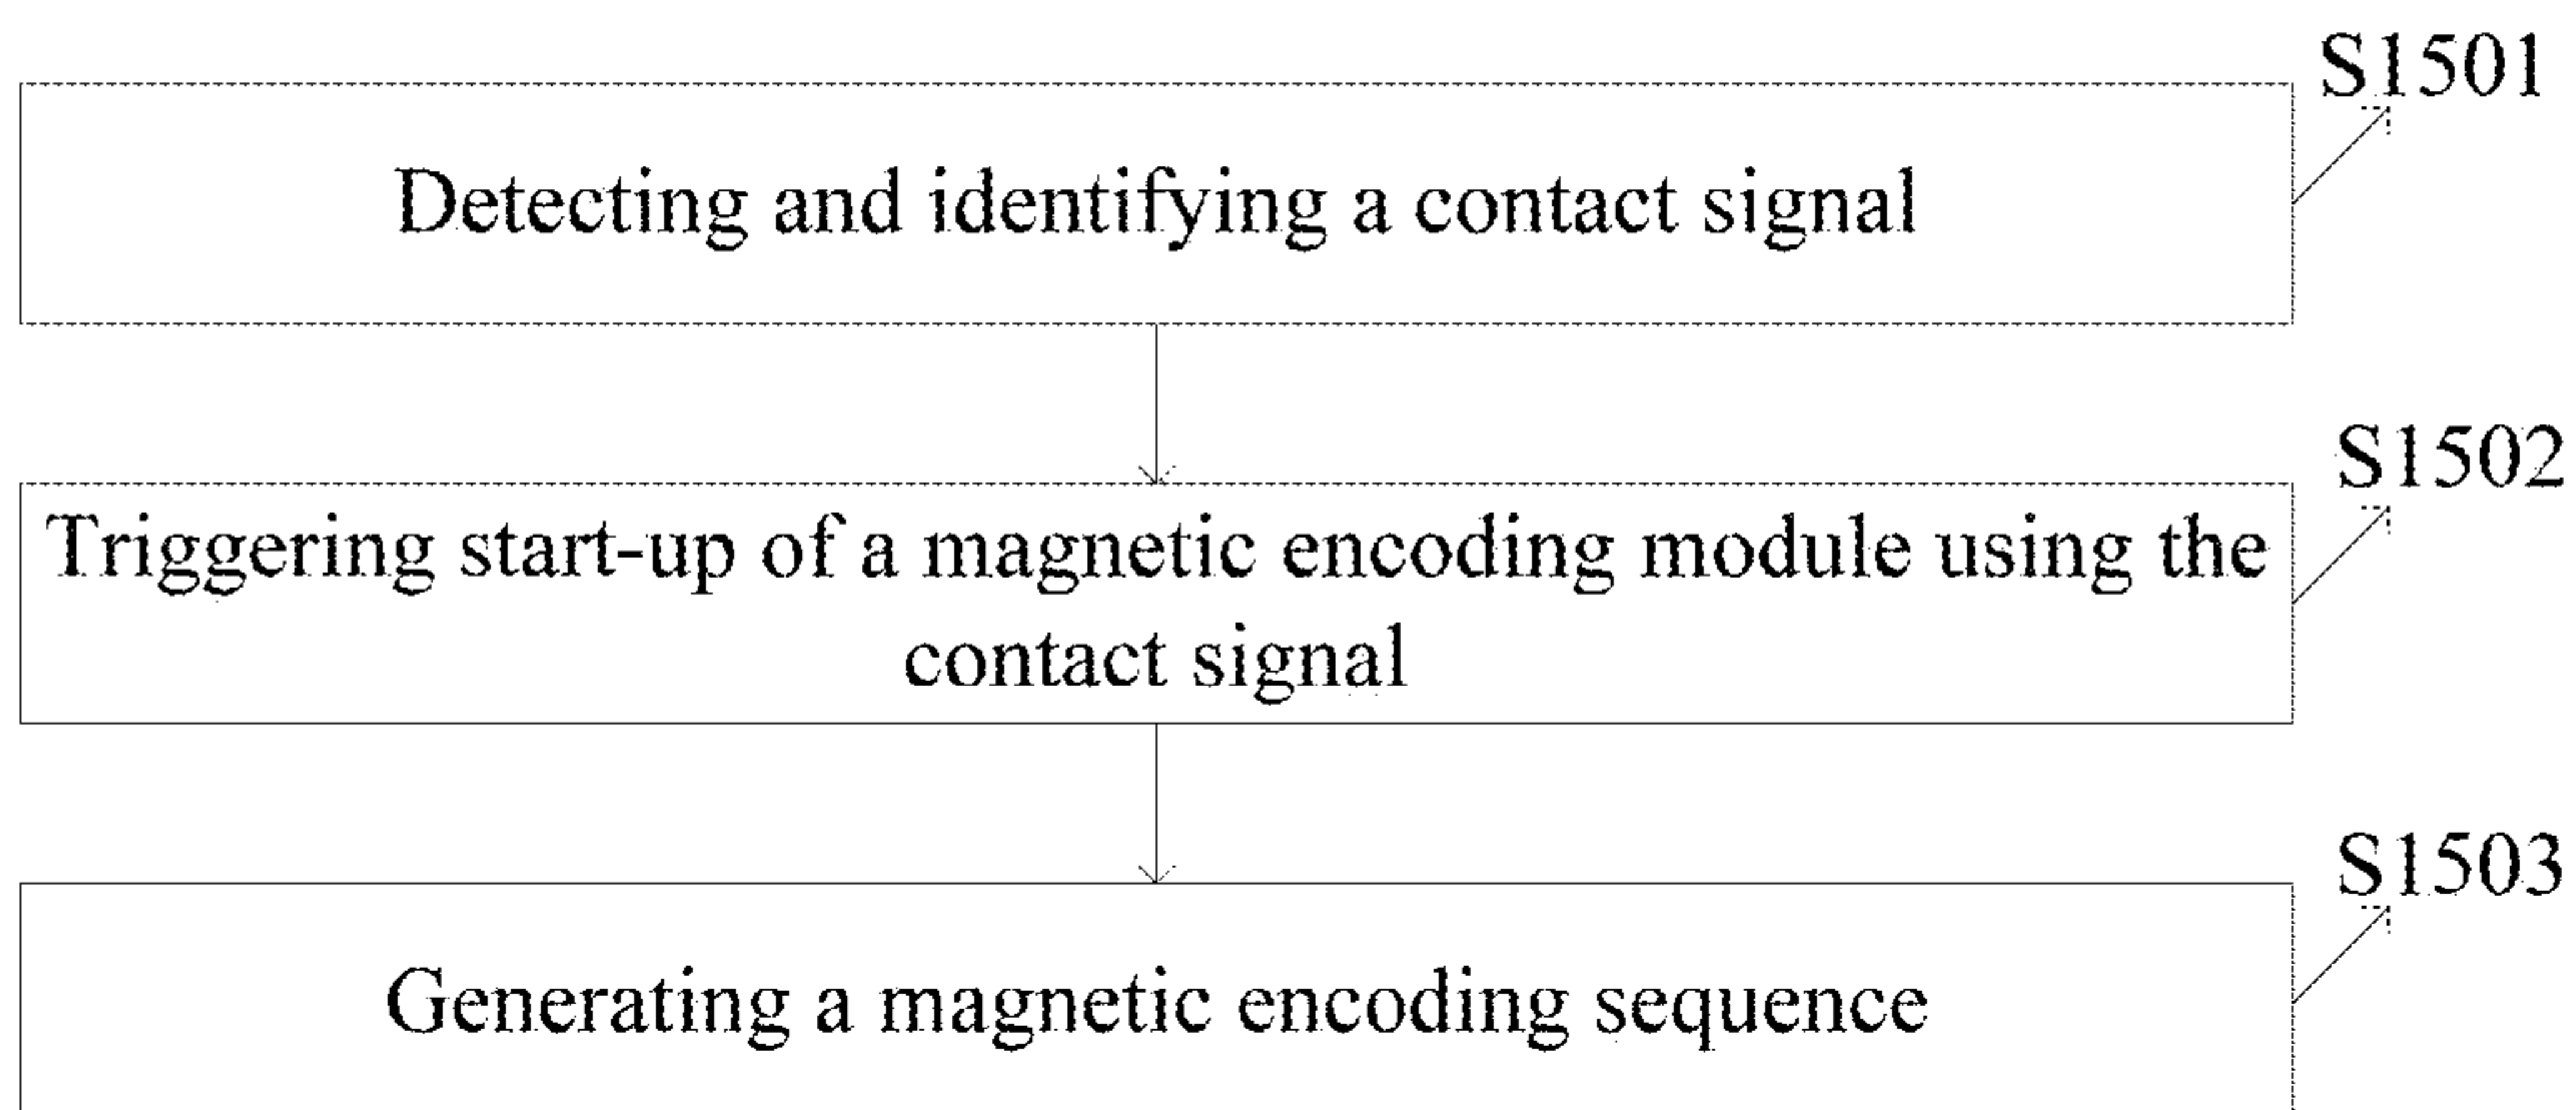 S1501
Detecting and identifying a contact signal
S1502
Triggering start-up of a magnetic encoding module using the
contact signal
S1503
Generating a magnetic encoding sequence